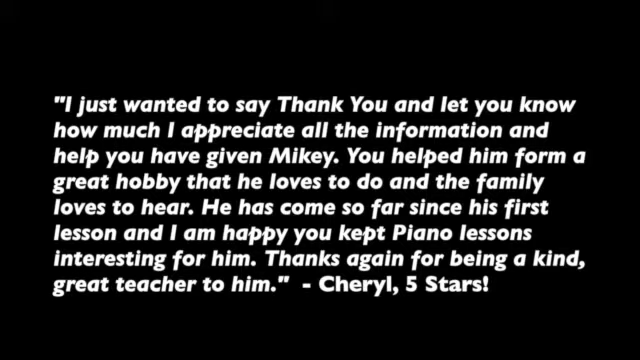 "I just wanted to say Thank You and let you know
how much I appreciate all the information and
help you have given Mikey. You helped him form a
great hobby that he loves to do and the family
loves to hear. He has come so far since his first
lesson and I am happy you kept Piano lessons
interesting for him. Thanks again for being a kind,
great teacher to him."  - Cheryl, 5 Stars!